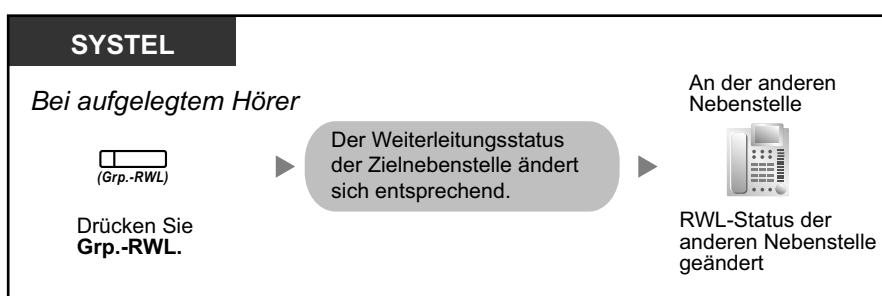 SYSTEL
Bei aufgelegtem Hörer
(Grp.-RWL)
Drücken Sie
Grp.-RWL.
Der Weiterleitungsstatus
der Zielnebenstelle ändert
sich entsprechend.
An der anderen
Nebenstelle
RWL-Status der
anderen Nebenstelle
geändert